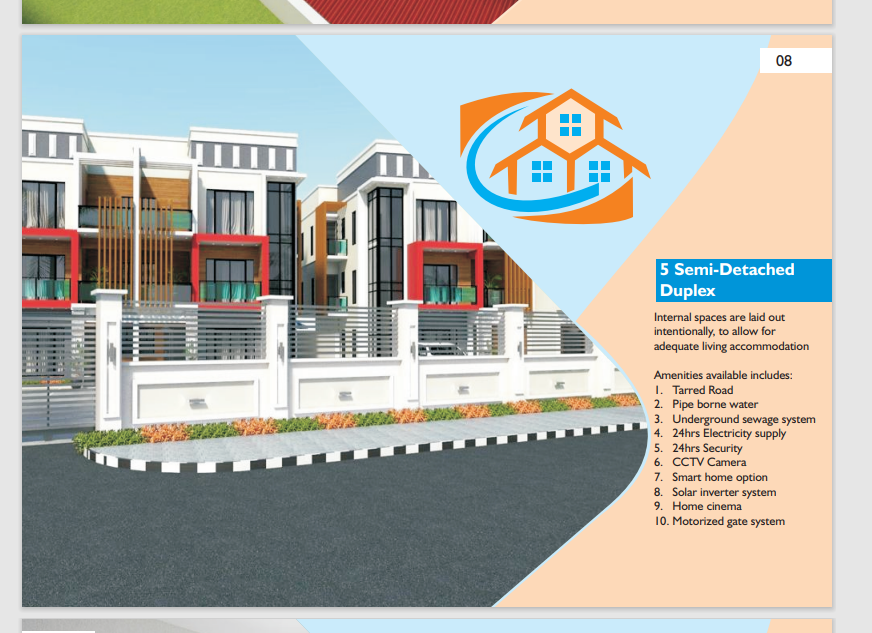 08
5 Semi-Detached
Duplex
Internal spaces are laid out
intentionally, to allow for
adequate living accommodation
Amenities available includes:
1. Tarred Road
2. Pipe borne water
3. Underground sewage system
4. 24hrs Electricity supply
5. 24hrs Security
6. CCTV Camera
7. Smart home option
8. Solar inverter system
9. Home cinema
10. Motorized gate system